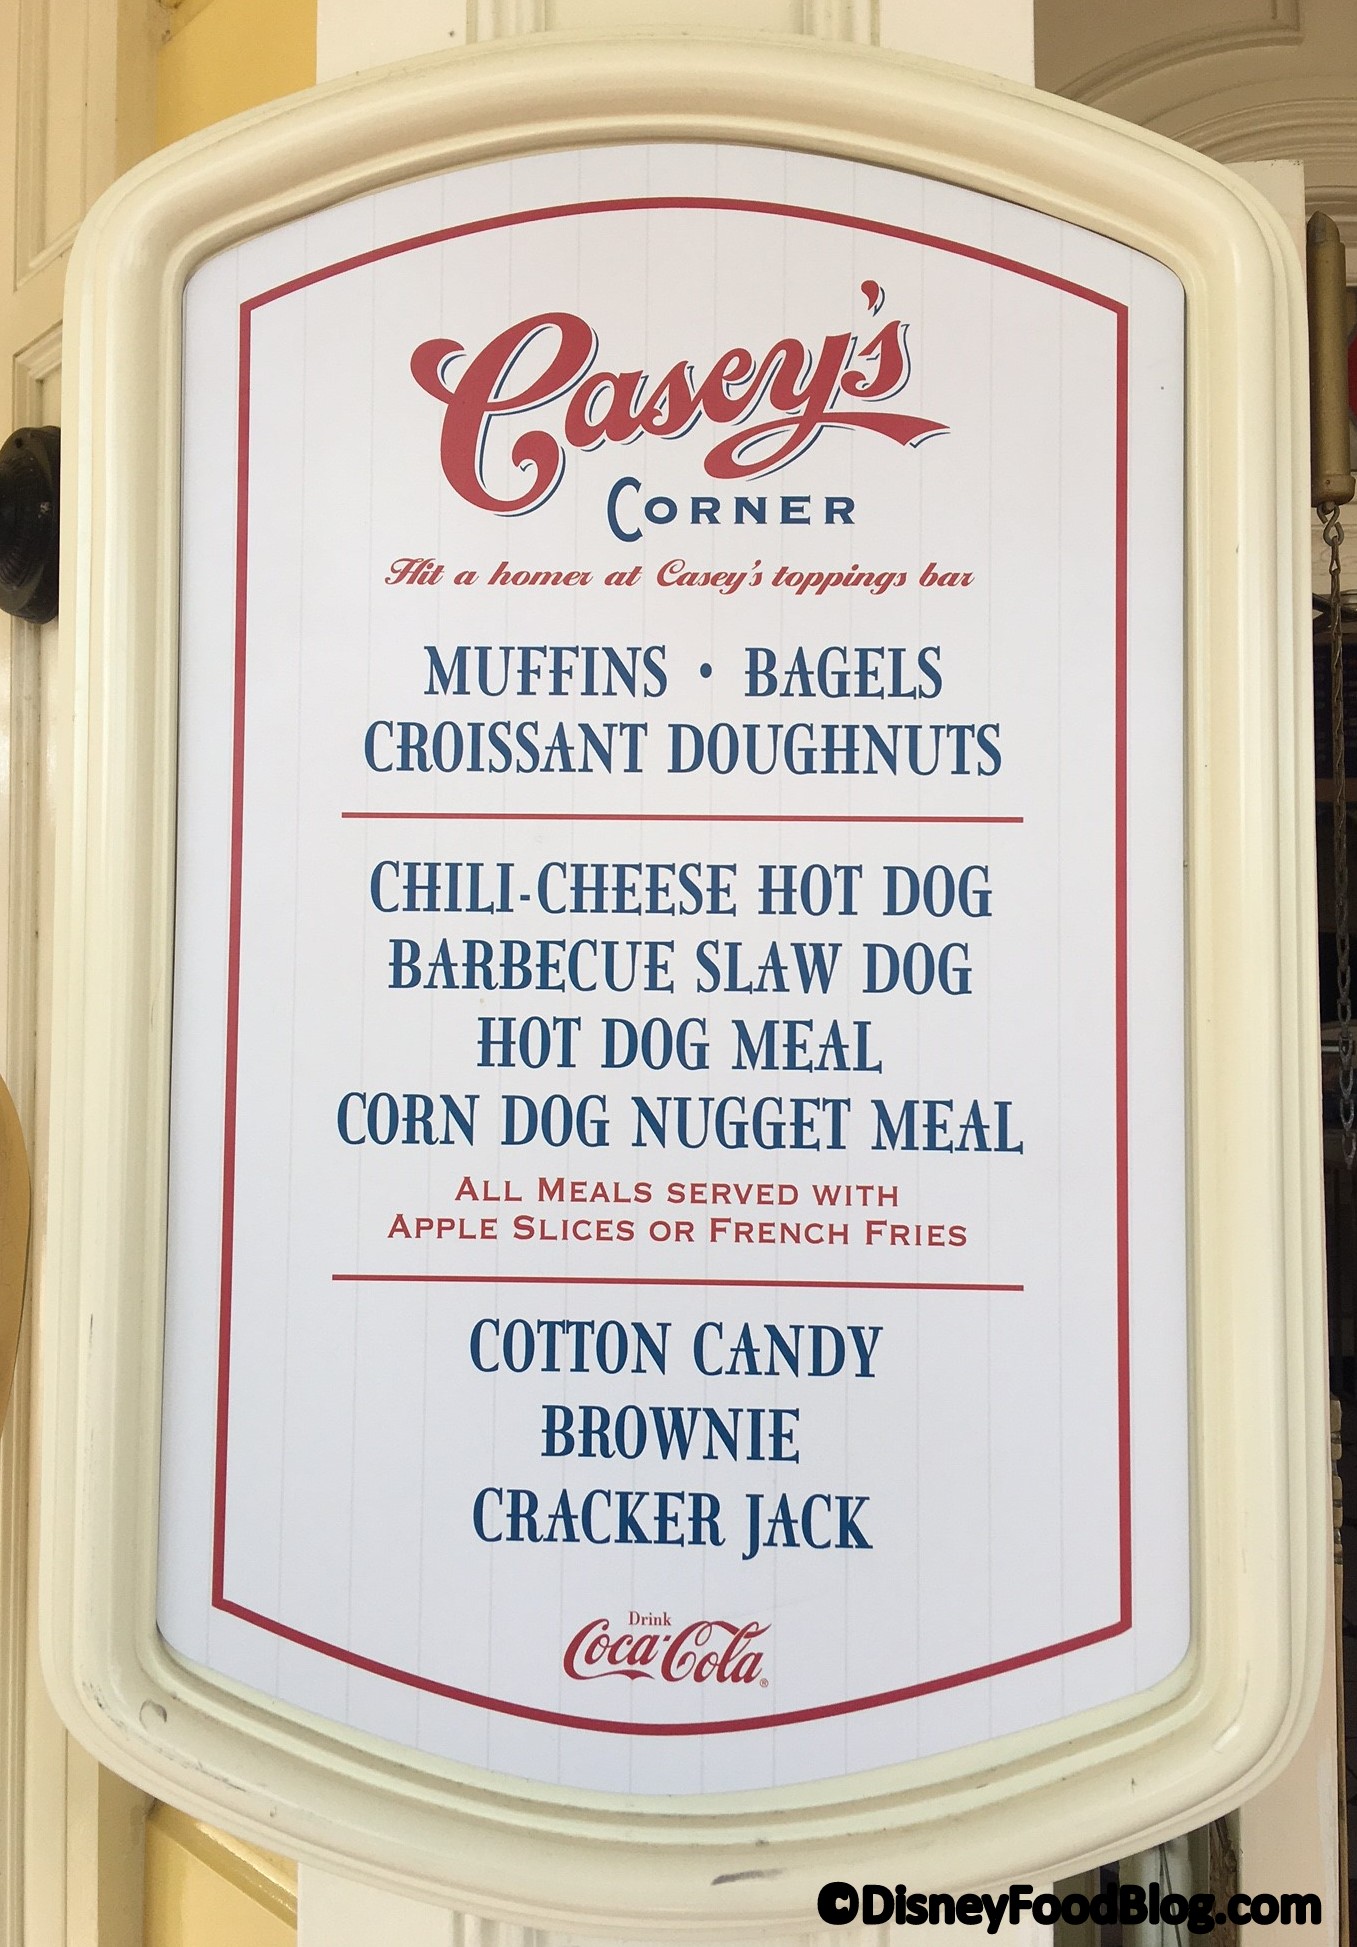 Casey's
CORNER
Hit a homer at Casey's toppings bar
MUFFINS • BAGELS
CROISSANT DOUGHNUTS
CHILI-CHEESE HOT DOG
BARBECUE SLAW DOG
HOT DOG MEAL
CORN DOG NUGGET MEAL
ALL MEALS SERVED WITH
APPLE SLICES OR FRENCH FRIES
COTTON CANDY
BROWNIE
CRACKER JACK
Drink
Coca-Cola®
©DisneyFoodBlog.com